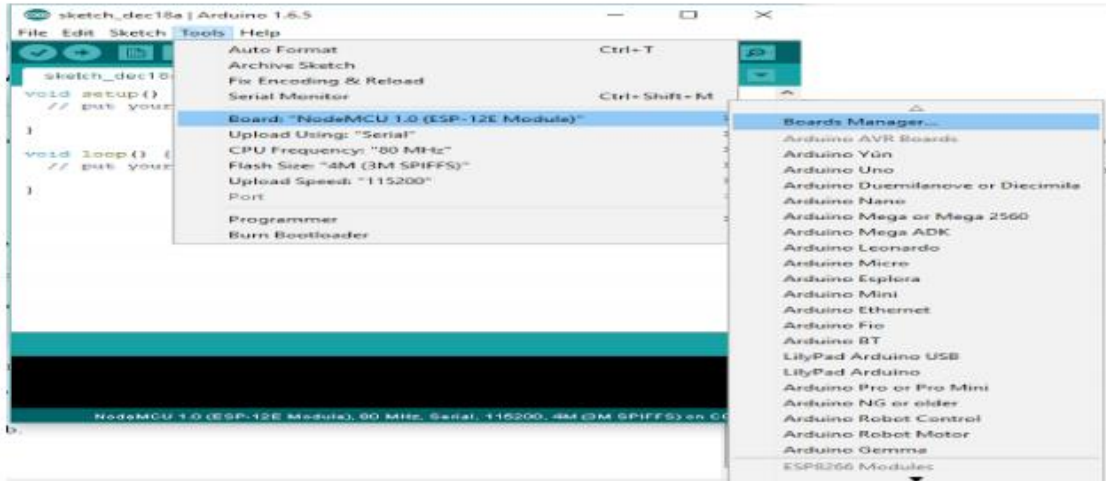 sketch_dec18a | Arduino 1.6.5
File Edit Sketch Tools Help
sketch_dec18
void setup()
// put your
}
void loop() {
// put your
}
Auto Format Ctrl+T
Archive Sketch
Fix Encoding & Reload
Serial Monitor Ctrl+Shift+M
Board: "NodeMCU 1.0 (ESP-12E Module)"
Upload Using: "Serial"
CPU Frequency: "80 MHz"
Flash Size: "4M (3M SPIFFS)"
Upload Speed: "115200"
Port
Programmer
Burn Bootloader
Boards Manager...
Arduino AVR Boards
Arduino Yún
Arduino Uno
Arduino Duemilanove or Diecimila
Arduino Nano
Arduino Mega or Mega 2560
Arduino Mega ADK
Arduino Leonardo
Arduino Micro
Arduino Esplora
Arduino Mini
Arduino Ethernet
Arduino Fio
Arduino BT
LilyPad Arduino USB
LilyPad Arduino
Arduino Pro or Pro Mini
Arduino NG or older
Arduino Robot Control
Arduino Robot Motor
Arduino Gemma
ESP8266 Modules
NodeMCU 1.0 (ESP-12E Module), 80 MHz, Serial, 115200, 4M (3M SPIFFS) on CO
b.